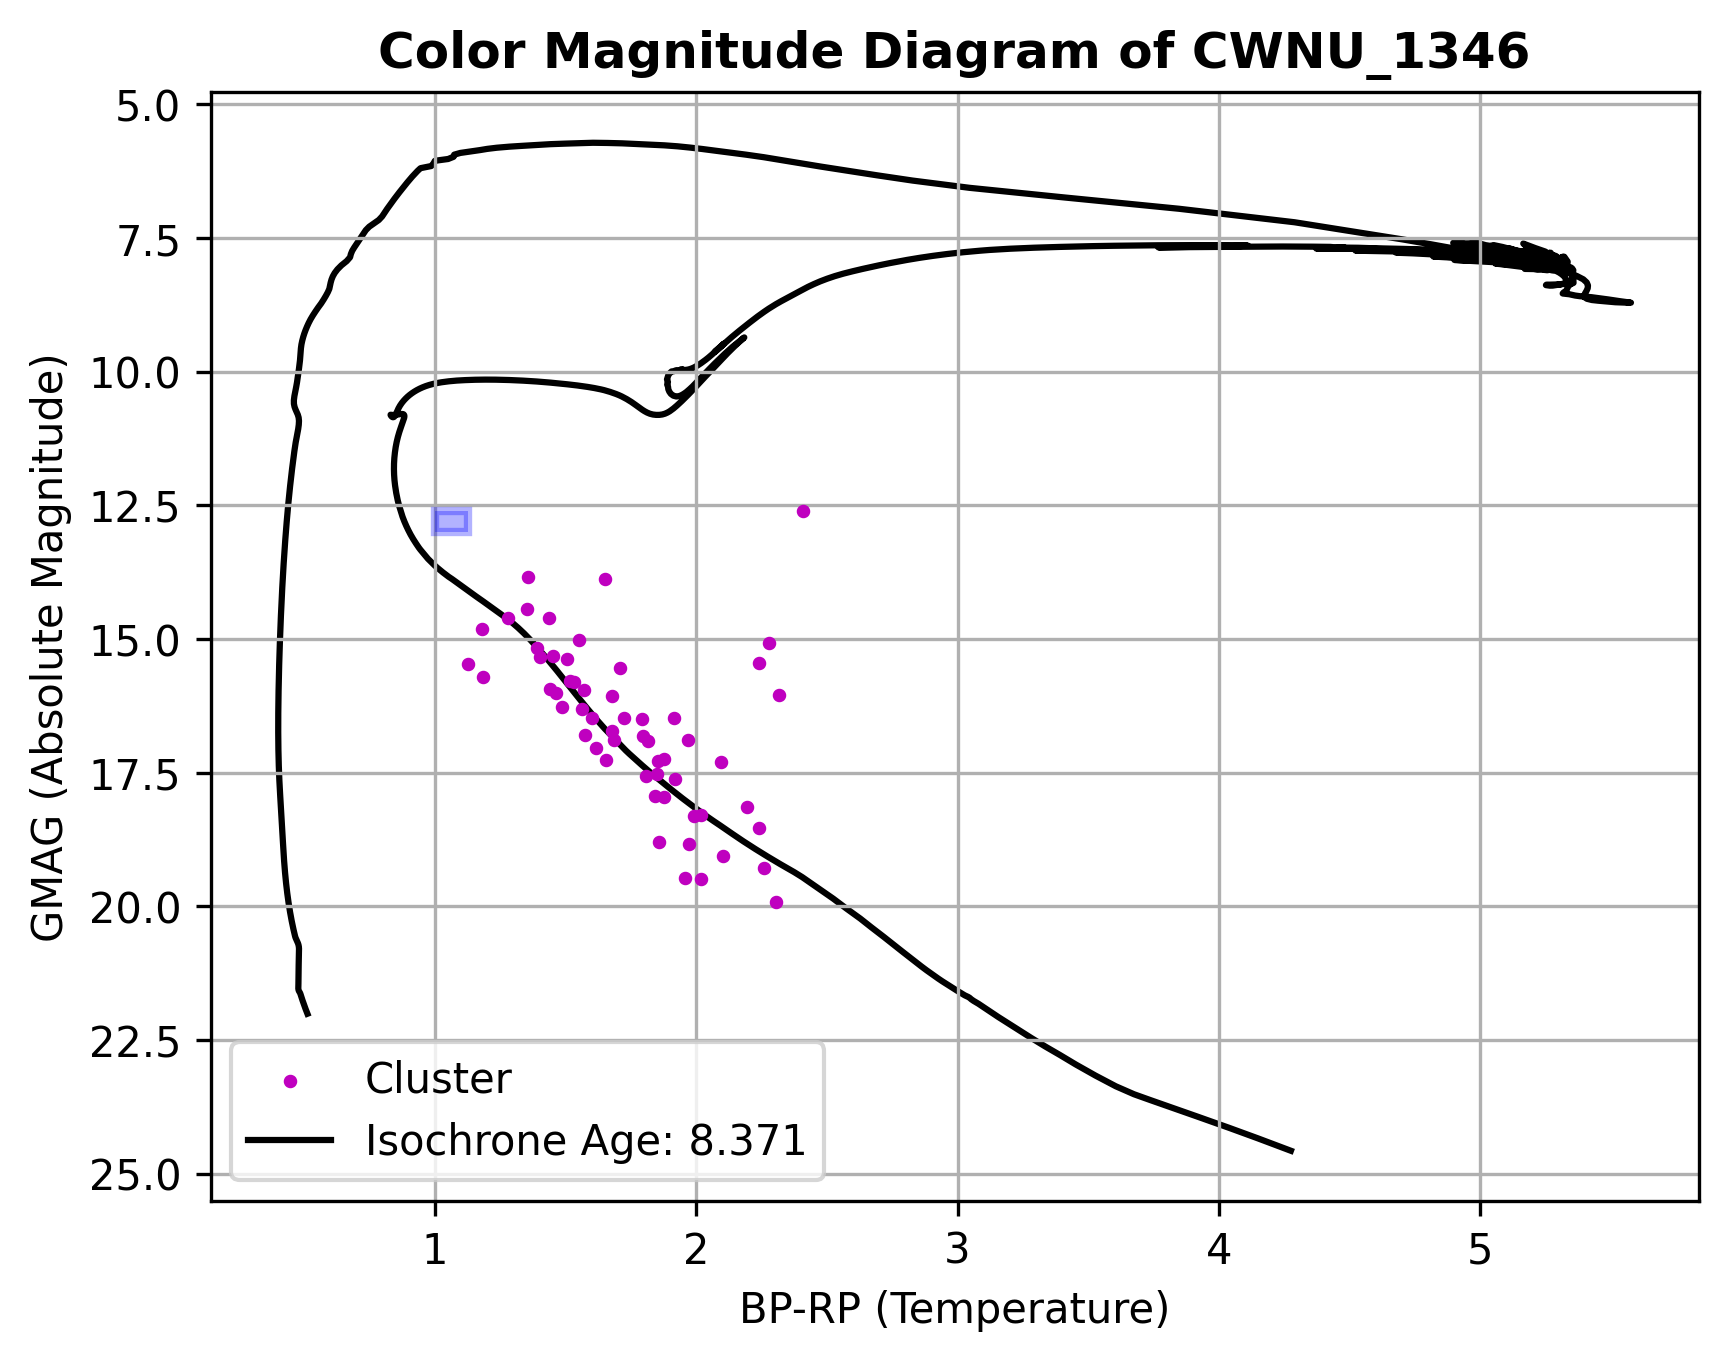 Color Magnitude Diagram of CWNU_1346
GMAG (Absolute Magnitude)
5.0
7.5
10.0
12.5
15.0
17.5
20.0
22.5
25.0
Cluster
Isochrone Age: 8.371
1 2 3 4 5
BP-RP (Temperature)